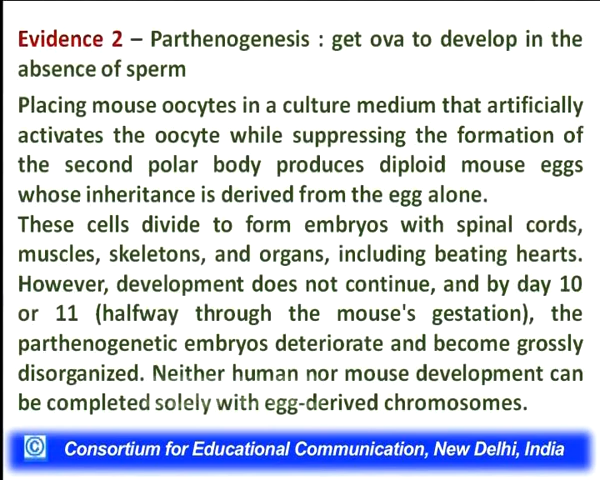 Evidence 2 – Parthenogenesis : get ova to develop in the
absence of sperm
Placing mouse oocytes in a culture medium that artificially
activates the oocyte while suppressing the formation of
the second polar body produces diploid mouse eggs
whose inheritance is derived from the egg alone.
These cells divide to form embryos with spinal cords,
muscles, skeletons, and organs, including beating hearts.
However, development does not continue, and by day 10
or 11 (halfway through the mouse's gestation), the
parthenogenetic embryos deteriorate and become grossly
disorganized. Neither human nor mouse development can
be completed solely with egg-derived chromosomes.
© Consortium for Educational Communication, New Delhi, India